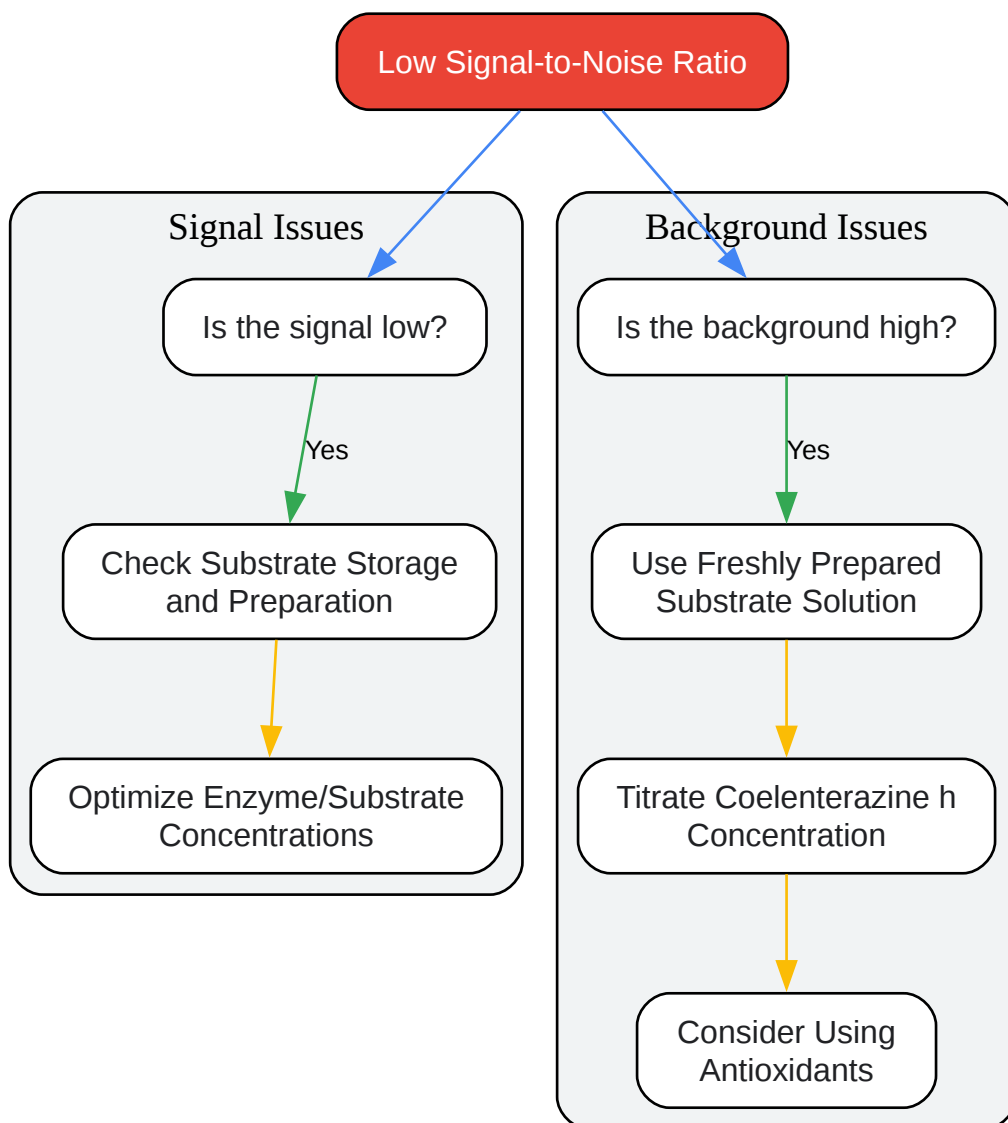 Low Signal-to-Noise Ratio
Signal Issues
Is the signal low?
Yes
Check Substrate Storage
and Preparation
Optimize Enzyme/Substrate
Concentrations
Background Issues
Is the background high?
Yes
Use Freshly Prepared
Substrate Solution
Titrate Coelenterazine h
Concentration
Consider Using
Antioxidants